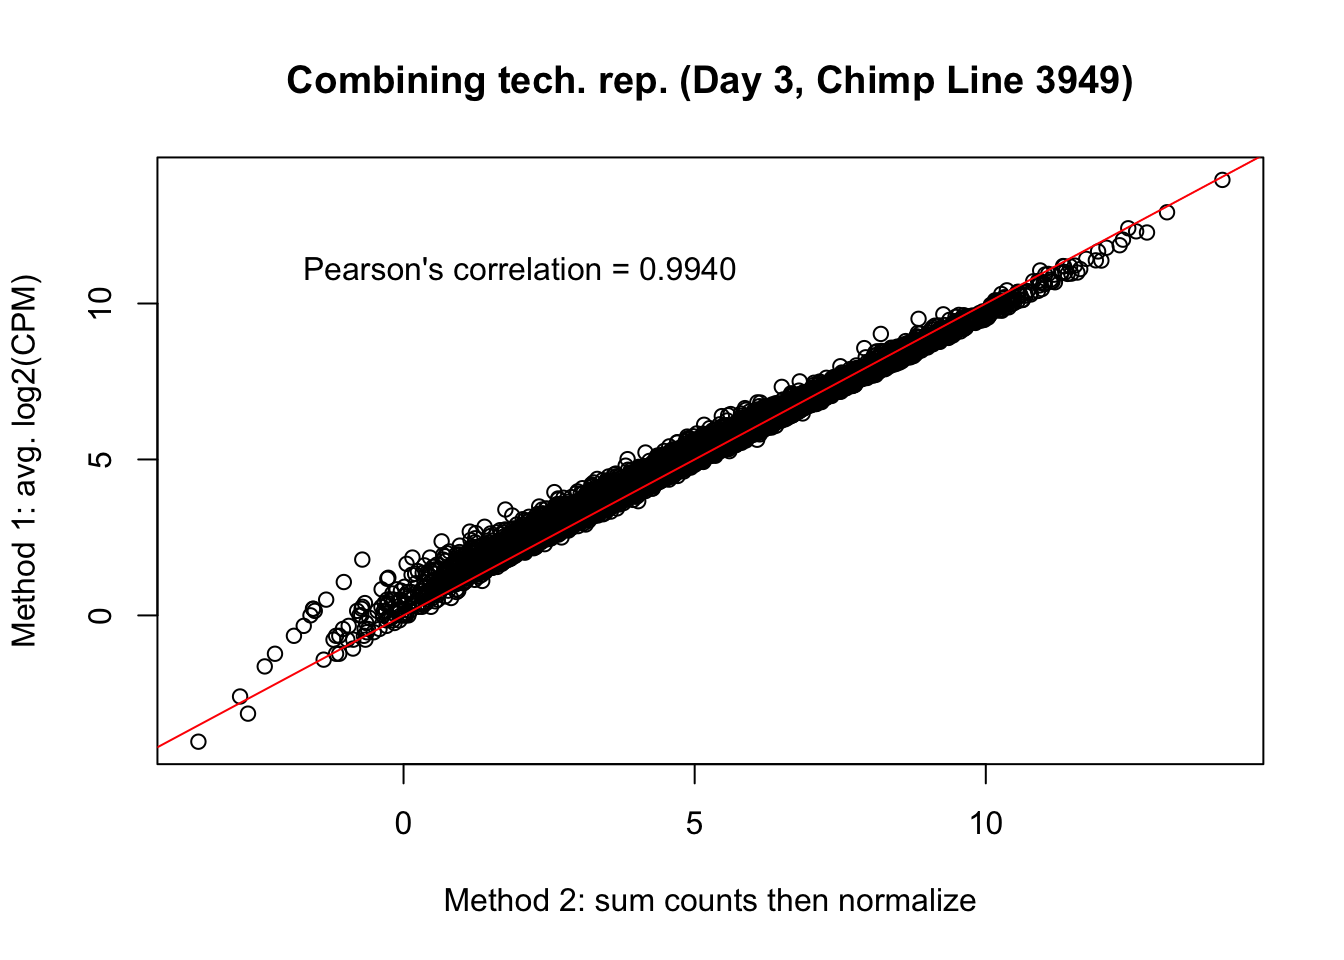 Combining tech. rep. (Day 3, Chimp Line 3949)
Pearson's correlation = 0.9940
Method 1: avg. log2(CPM)
10
5
0
0 5 10
Method 2: sum counts then normalize